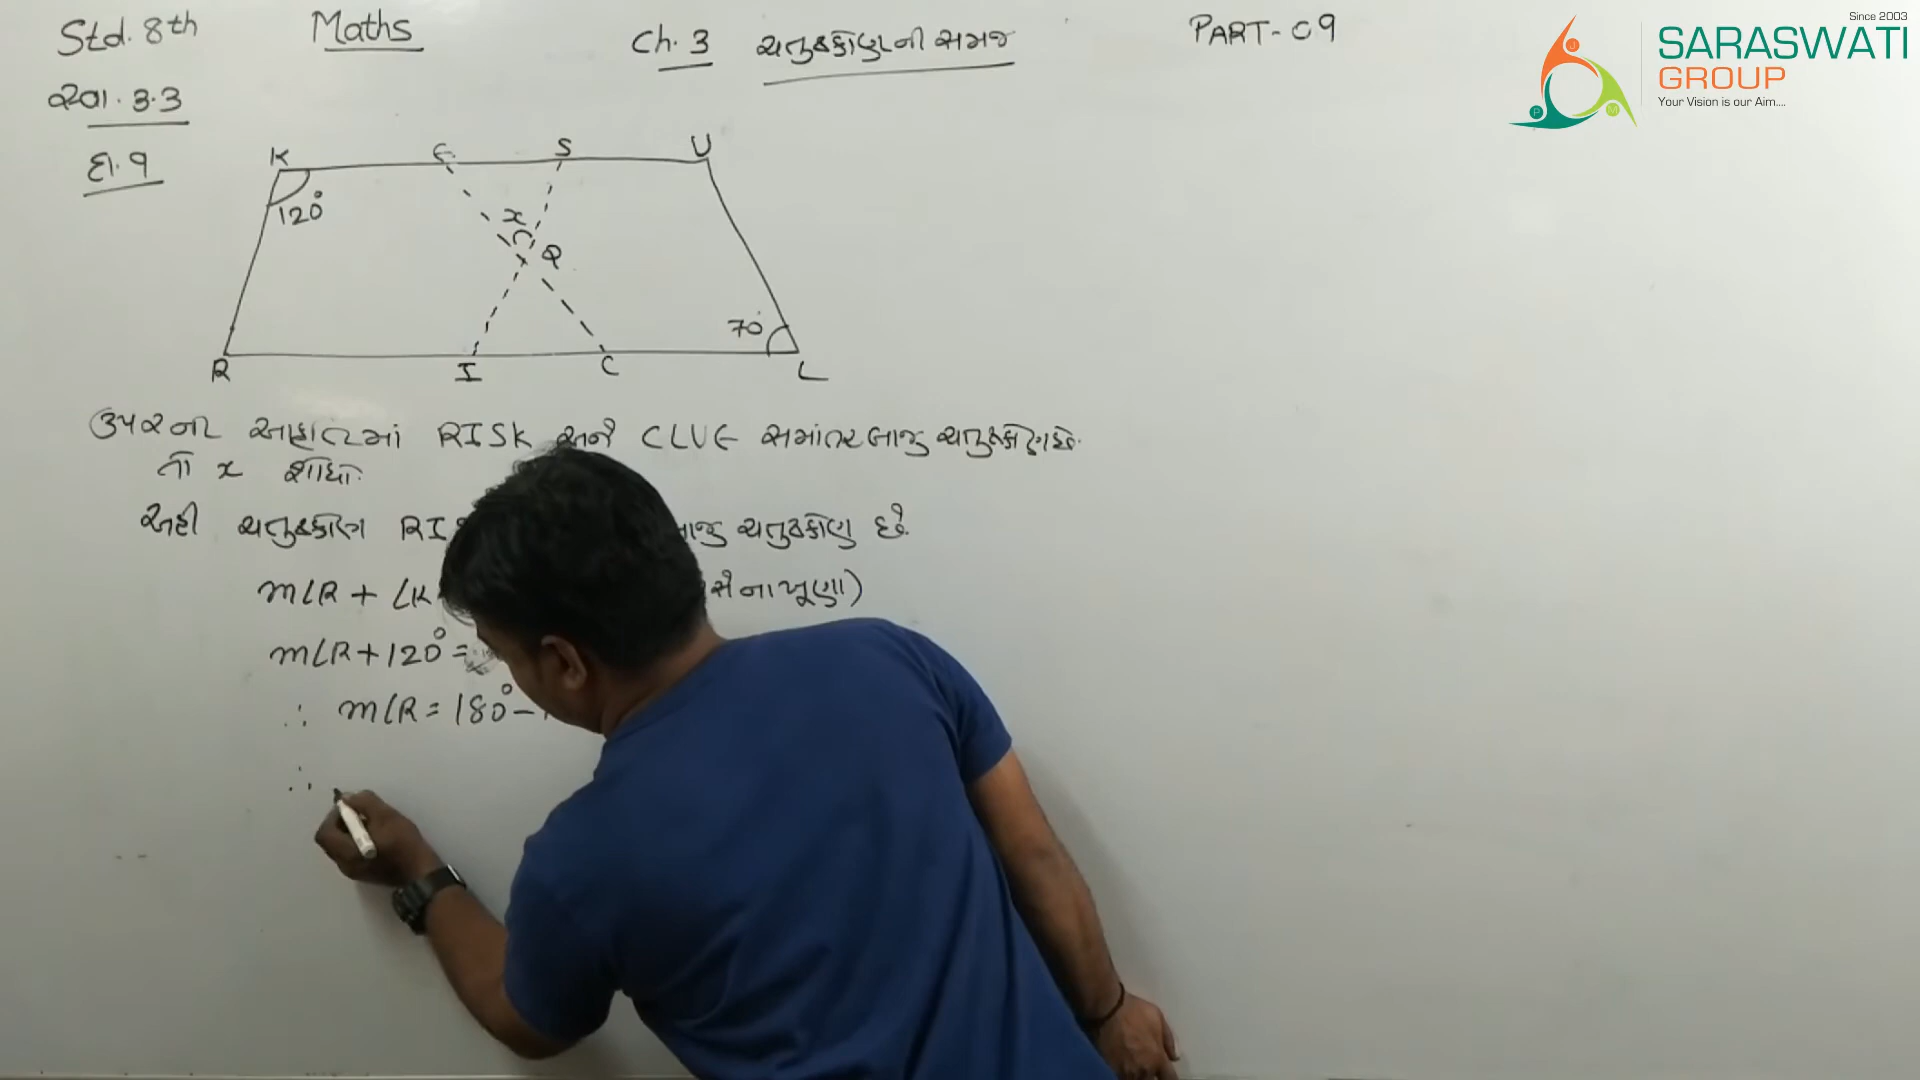 Std. 8th Maths Ch. 3 ચતુષ્કોણની સમજ PART-09
Since 2003
SARASWATI
GROUP
Your Vision is our Aim....
J
P
M
સ્વા. 3.3
દા. ૧
K E S U
120°
x
Q
70°
R I C L
ઉપરની આકૃતિમાં RISK અને CLUE સમાંતરબાજુ ચતુષ્કોણ છે.
તો x શોધો.
અહીં ચતુષ્કોણ RI બાજુ ચતુષ્કોણ છે.
m∠R + ∠K ના ખૂણા)
m∠R + 120° =
∴ m∠R = 180° -
∴